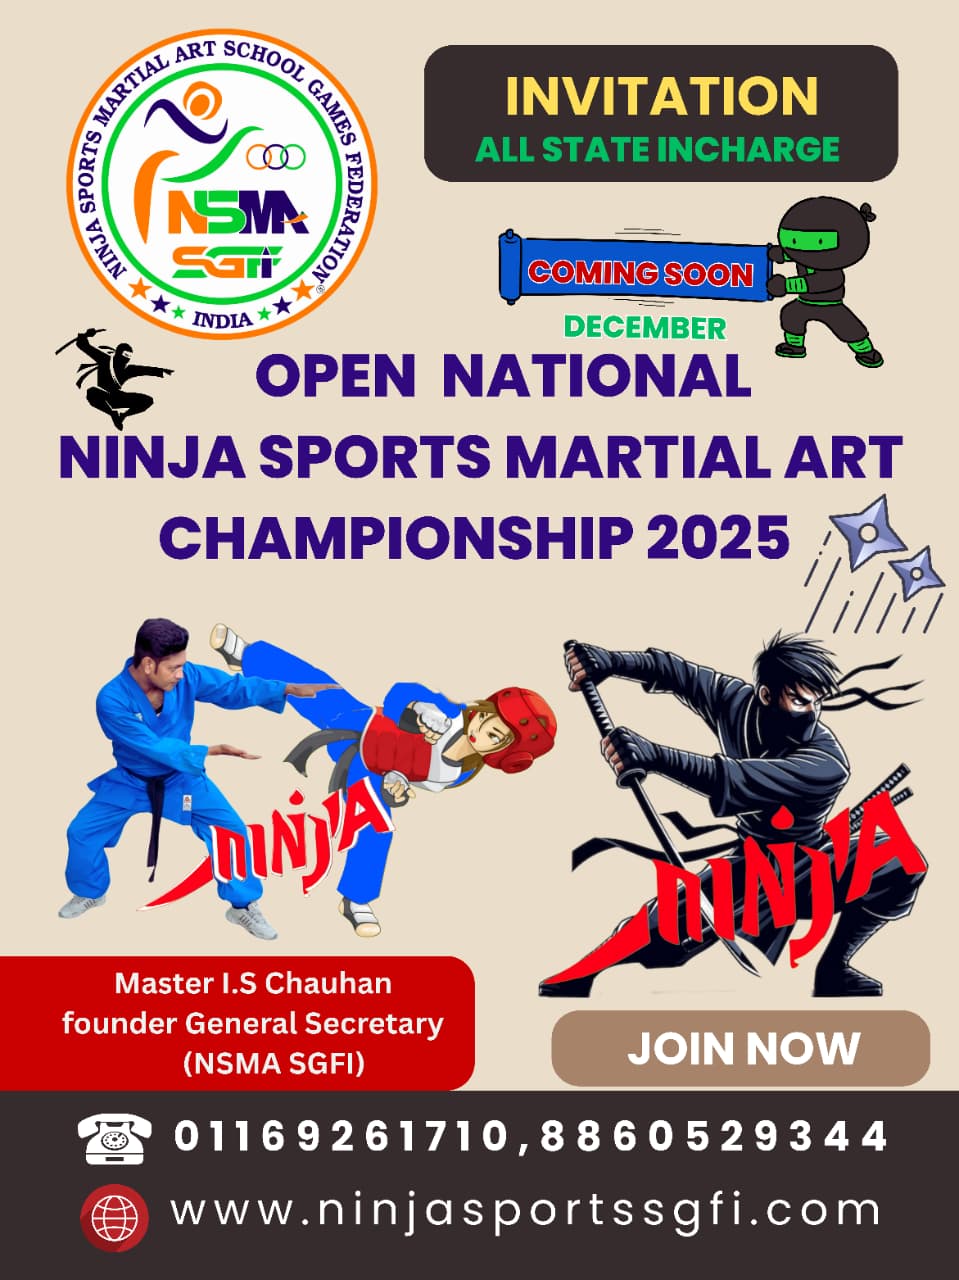 NINJA SPORTS MARTIAL ART SCHOOL GAMES FEDERATION
NSMA
SGFI
INDIA
INVITATION
ALL STATE INCHARGE
COMING SOON
DECEMBER
OPEN NATIONAL
NINJA SPORTS MARTIAL ART
CHAMPIONSHIP 2025
NINJA
NINJA
Master I.S Chauhan
founder General Secretary
(NSMA SGFI)
JOIN NOW
01169261710,8860529344
www.ninjasportssgfi.com